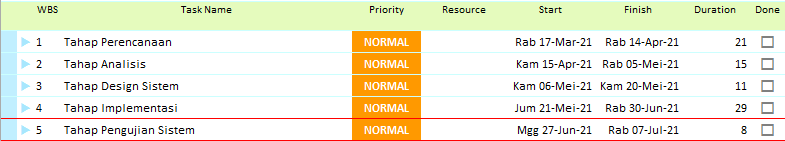 WBS Task Name Priority Resource Start Finish Duration Done
1 Tahap Perencanaan NORMAL Rab 17-Mar-21 Rab 14-Apr-21 21
2 Tahap Analisis NORMAL Kam 15-Apr-21 Rab 05-Mei-21 15
3 Tahap Design Sistem NORMAL Kam 06-Mei-21 Kam 20-Mei-21 11
4 Tahap Implementasi NORMAL Jum 21-Mei-21 Rab 30-Jun-21 29
5 Tahap Pengujian Sistem NORMAL Mgg 27-Jun-21 Rab 07-Jul-21 8